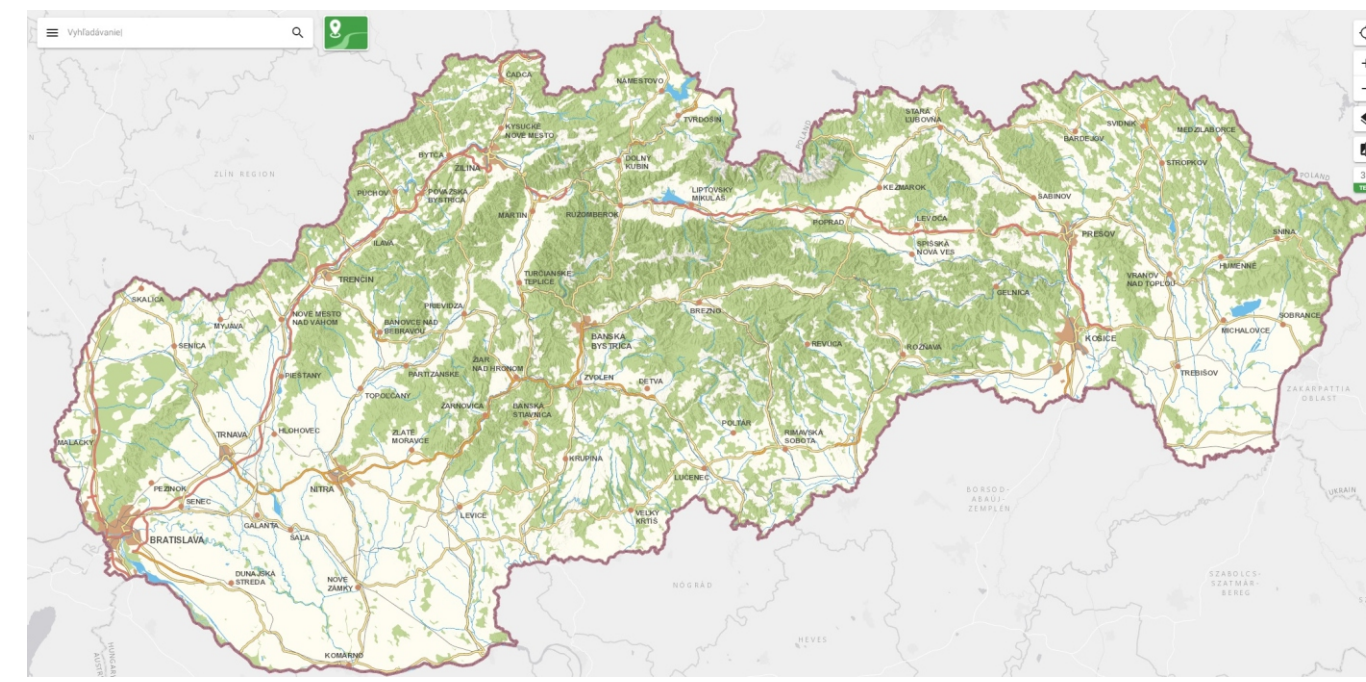 Vyhľadávanie
ZLÍN REGION
POLAND
POLAND
ČADCA
NÁMESTOVO
TVRDOŠÍN
KYSUCKÉ
NOVÉ MESTO
BYTČA
ŽILINA
DOLNÝ
KUBÍN
STARÁ
ĽUBOVŇA
BARDEJOV
SVIDNÍK
MEDZILABORCE
STROPKOV
PÚCHOV
POVAŽSKÁ
BYSTRICA
MARTIN
RUŽOMBEROK
LIPTOVSKÝ
MIKULÁŠ
KEŽMAROK
POPRAD
LEVOČA
SABINOV
PREŠOV
SNINA
ILAVA
TRENČÍN
TURČIANSKE
TEPLICE
SPIŠSKÁ
NOVÁ VES
GELNICA
VRANOV
NAD TOPĽOU
HUMENNÉ
SKALICA
MYJAVA
SENICA
NOVÉ MESTO
NAD VÁHOM
PRIEVIDZA
BÁNOVCE NAD
BEBRAVOU
BREZNO
BANSKÁ
BYSTRICA
REVÚCA
ROŽŇAVA
KOŠICE
MICHALOVCE
SOBRANCE
TREBIŠOV
PIEŠŤANY
PARTIZÁNSKE
TOPOĽČANY
ŽIAR
NAD HRONOM
ZVOLEN
DETVA
ŽARNOVICA
BANSKÁ
ŠTIAVNICA
POLTÁR
RIMAVSKÁ
SOBOTA
MALACKY
TRNAVA
HLOHOVEC
ZLATÉ
MORAVCE
KRUPINA
LUČENEC
PEZINOK
SENEC
NITRA
GALANTA
ŠAĽA
LEVICE
VEĽKÝ
KRTÍŠ
BRATISLAVA
DUNAJSKÁ
STREDA
NOVÉ
ZÁMKY
KOMÁRNO
ZAKARPATTIA
OBLAST
UKRAIN
BORSOD-
ABAÚJ-
ZEMPLÉN
NÓGRÁD
HEVES
SZABOLCS-
SZATMÁR-
BEREG
HUNGARY
AUSTR